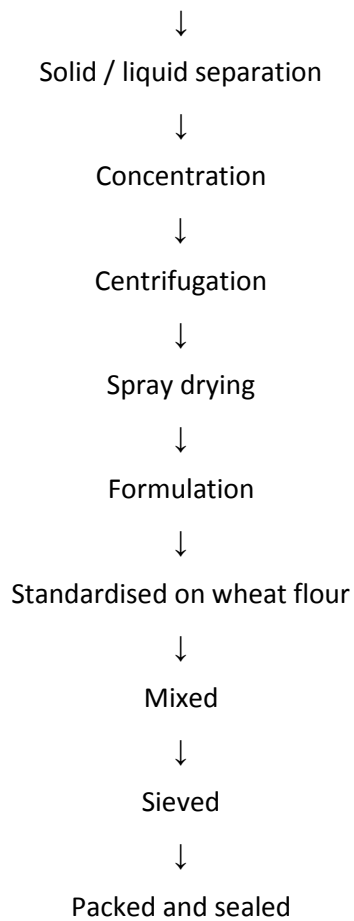 ↓
Solid / liquid separation
↓
Concentration
↓
Centrifugation
↓
Spray drying
↓
Formulation
↓
Standardised on wheat flour
↓
Mixed
↓
Sieved
↓
Packed and sealed